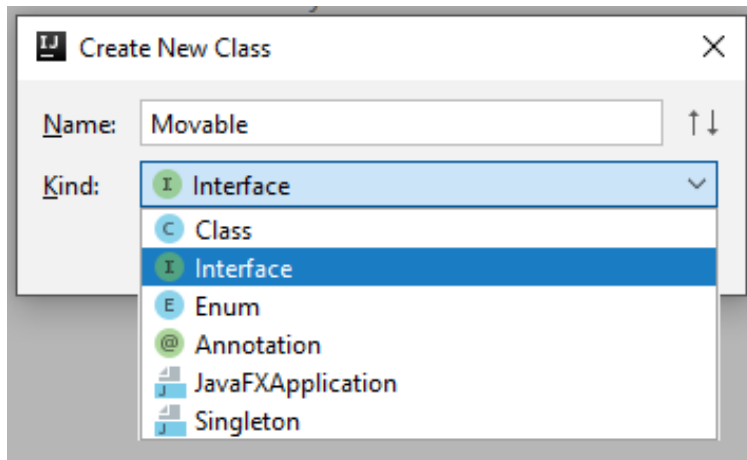 IJ Create New Class
Name: Movable
Kind: I Interface
C Class
I Interface
E Enum
@ Annotation
J JavaFXApplication
J Singleton